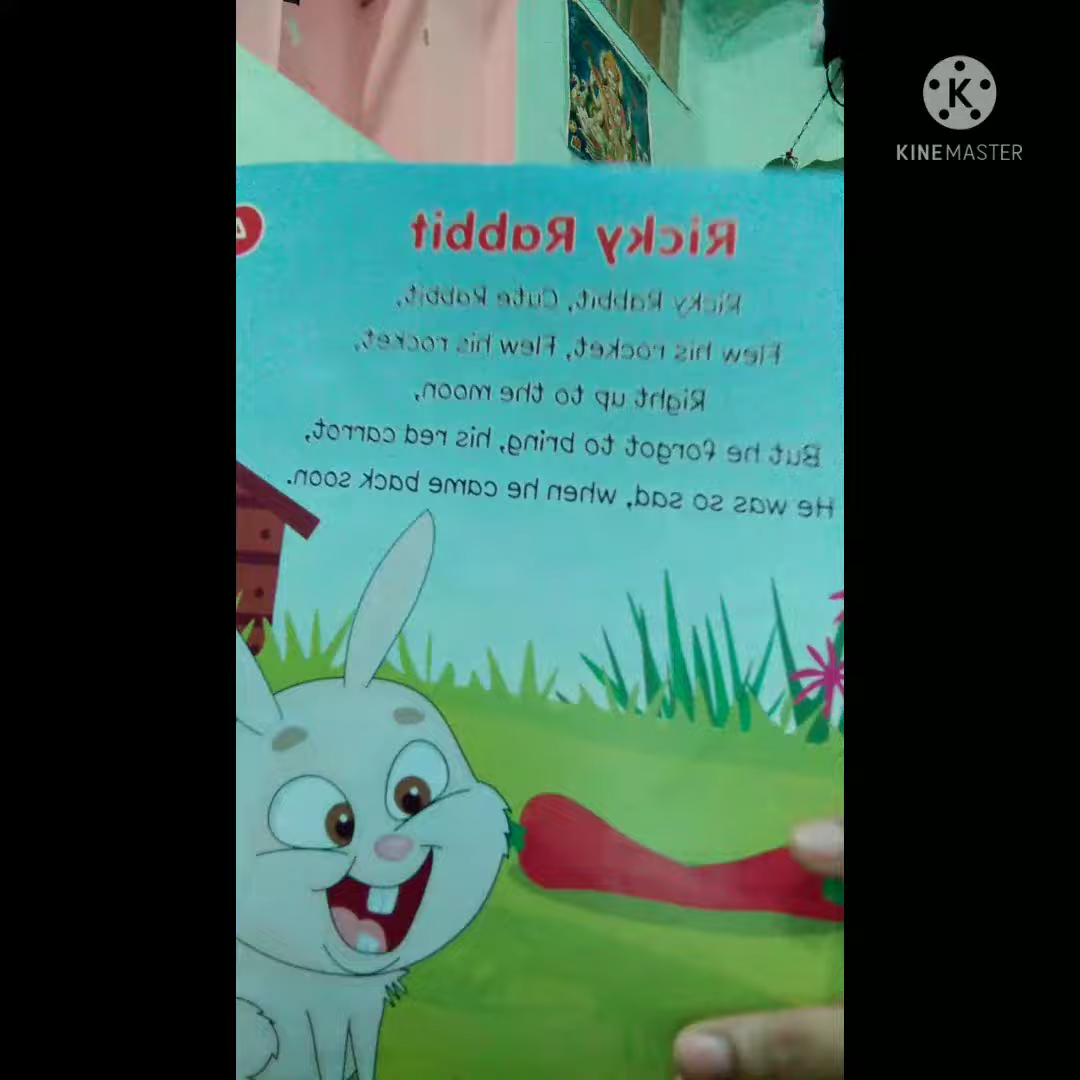 KINEMASTER
Ricky Rabbit
4
Ricky Rabbit, Cute Rabbit,
Flew his rocket, Flew his rocket,
Right up to the moon,
But he forgot to bring, his red carrot,
He was so sad, when he came back soon.